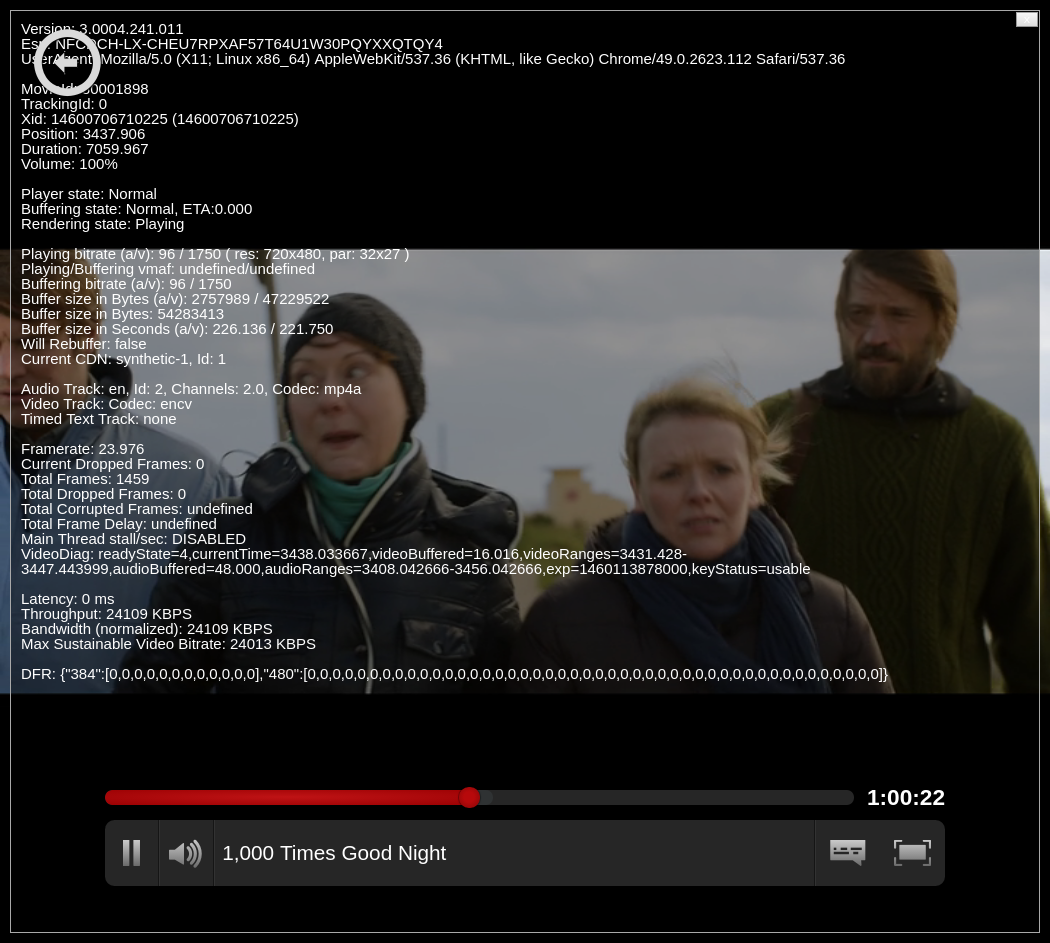 Version: 3.0004.241.011
Esn: NFCDCH-LX-CHEU7RPXAF57T64U1W30PQYXXQTQY4
UserAgent: Mozilla/5.0 (X11; Linux x86_64) AppleWebKit/537.36 (KHTML, like Gecko) Chrome/49.0.2623.112 Safari/537.36
MovieId: 80001898
TrackingId: 0
Xid: 14600706710225 (14600706710225)
Position: 3437.906
Duration: 7059.967
Volume: 100%
Player state: Normal
Buffering state: Normal, ETA:0.000
Rendering state: Playing
Playing bitrate (a/v): 96 / 1750 ( res: 720x480, par: 32x27 )
Playing/Buffering vmaf: undefined/undefined
Buffering bitrate (a/v): 96 / 1750
Buffer size in Bytes (a/v): 2757989 / 47229522
Buffer size in Bytes: 54283413
Buffer size in Seconds (a/v): 226.136 / 221.750
Will Rebuffer: false
Current CDN: synthetic-1, Id: 1
Audio Track: en, Id: 2, Channels: 2.0, Codec: mp4a
Video Track: Codec: encv
Timed Text Track: none
Framerate: 23.976
Current Dropped Frames: 0
Total Frames: 1459
Total Dropped Frames: 0
Total Corrupted Frames: undefined
Total Frame Delay: undefined
Main Thread stall/sec: DISABLED
VideoDiag: readyState=4,currentTime=3438.033667,videoBuffered=16.016,videoRanges=3431.428-
3447.443999,audioBuffered=48.000,audioRanges=3408.042666-3456.042666,exp=1460113878000,keyStatus=usable
Latency: 0 ms
Throughput: 24109 KBPS
Bandwidth (normalized): 24109 KBPS
Max Sustainable Video Bitrate: 24013 KBPS
DFR: {"384":[0,0,0,0,0,0,0,0,0,0,0,0],"480":[0,0,0,0,0,0,0,0,0,0,0,0,0,0,0,0,0,0,0,0,0,0,0,0,0,0,0,0,0,0,0,0,0,0,0,0,0,0,0,0,0,0,0,0,0,0]}
1:00:22
1,000 Times Good Night